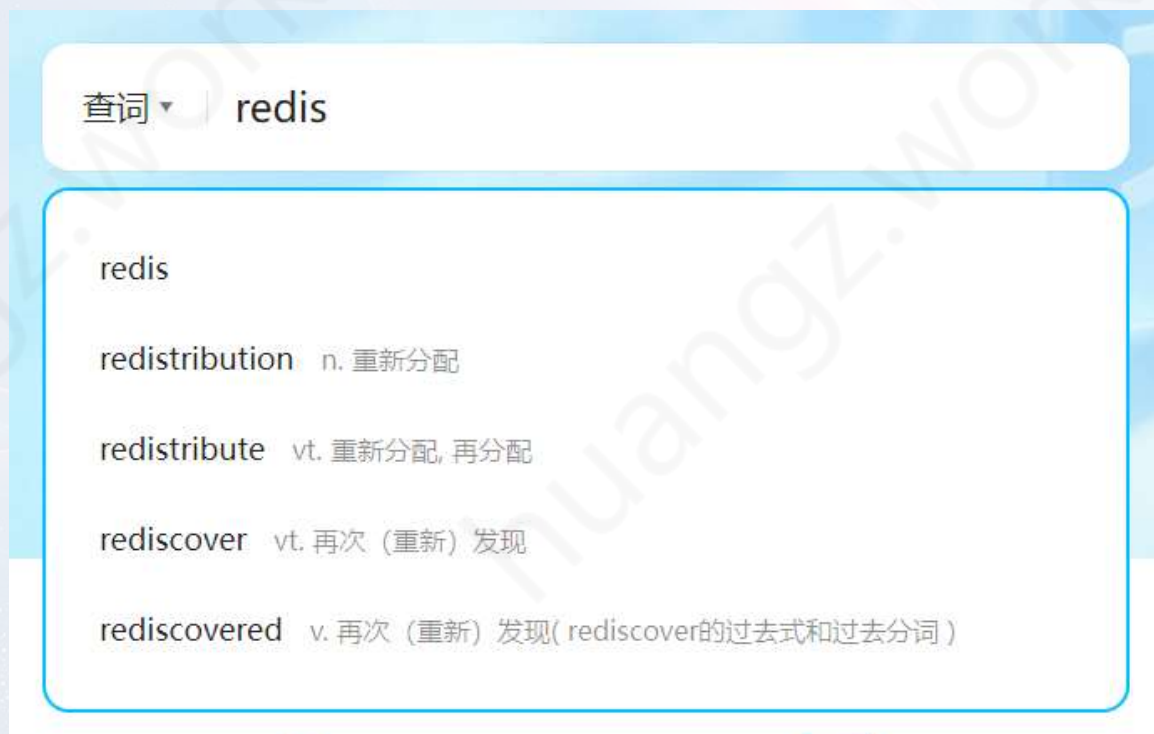 查词 redis
redis
redistribution n. 重新分配
redistribute vt. 重新分配, 再分配
rediscover vt. 再次（重新）发现
rediscovered v. 再次（重新）发现( rediscover的过去式和过去分词 )
huangz.work